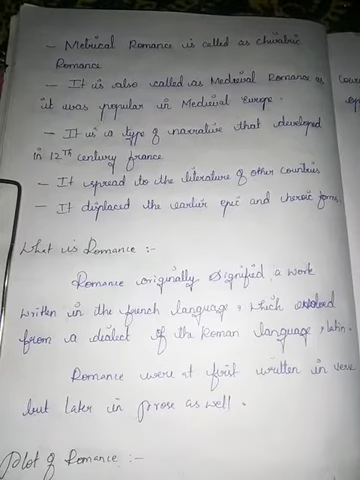 - Metrical Romance is called as chivalric
Romance
- It is also called as Medieval Romance as
it was popular in Medieval Europe.
- It is a type of narrative that developed
in 12TH century france
- It spread to the literature of other countries
- It displaced the earlier epic and heroic forms.
What is Romance :-
Romance originally signified a work
written in the french language, which evolved
from a dialect of the Roman language, latin.
Romance were at first written in verse
but later in prose as well.
Plot of Romance :-